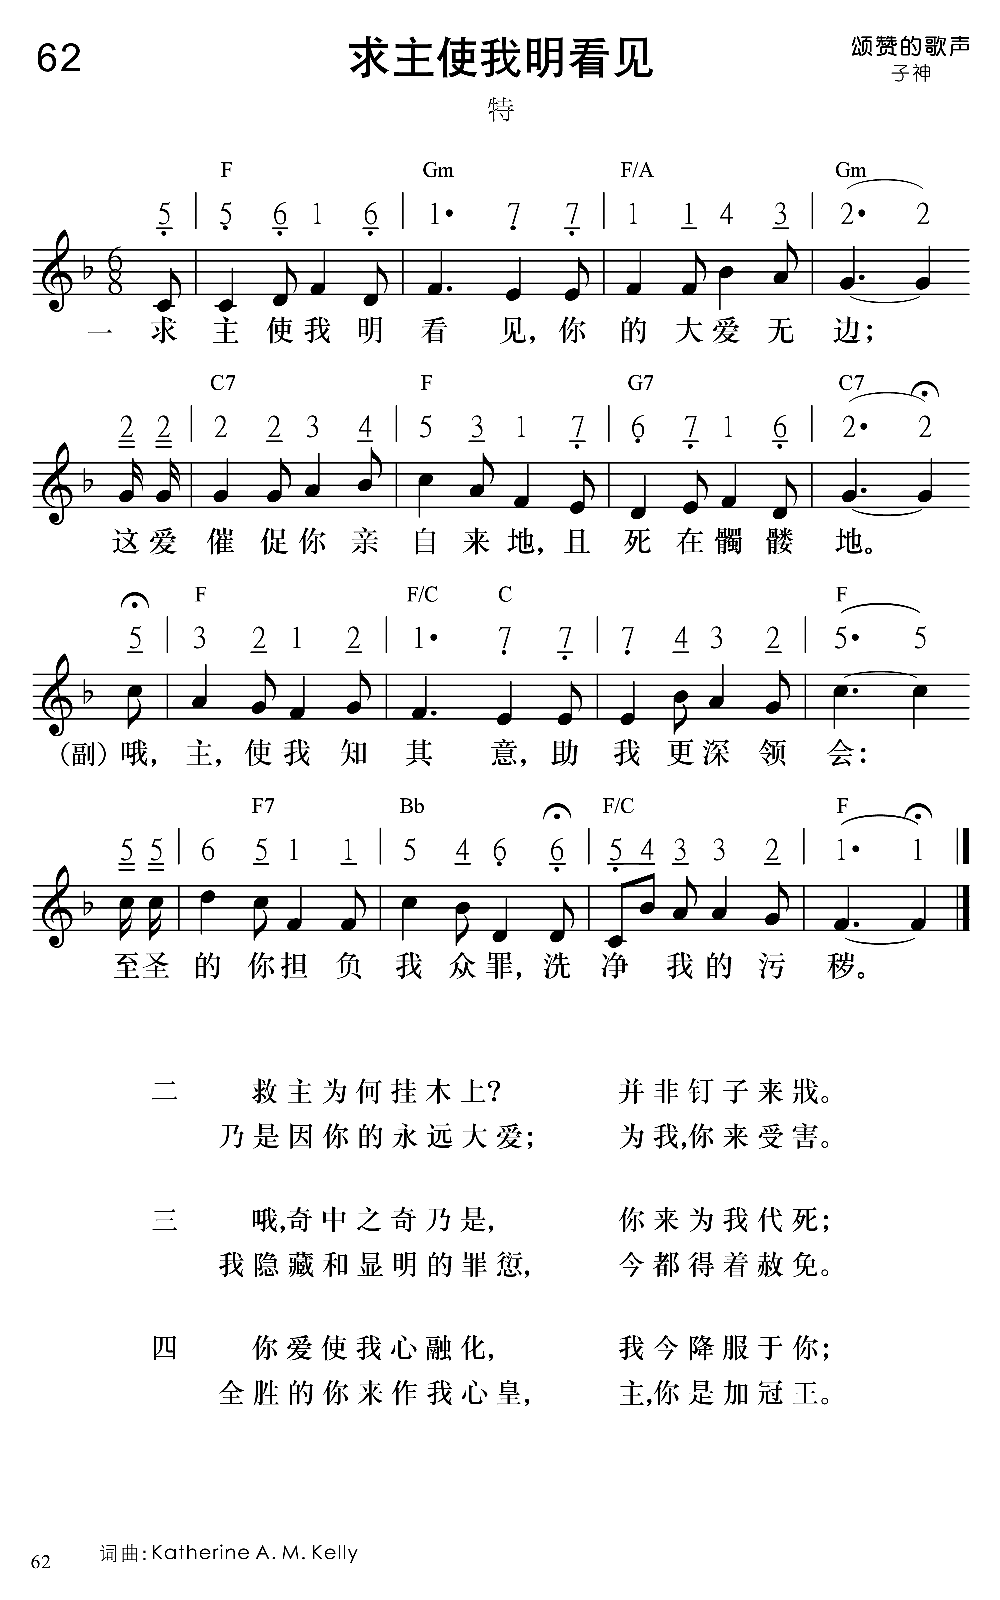 62 求主使我明看见 颂赞的歌声
子神
特
F Gm F/A Gm
5 5 6 1 6 1· 7 7 1 1 4 3 2· 2
6 8
一 求主使我明看见，你的大爱无边；
C7 F G7 C7
2 2 2 2 3 4 5 3 1 7 6 7 1 6 2· 2
这爱催促你亲自来地，且死在髑髅地。
F F/C C F
5 3 2 1 2 1· 7 7 7 4 3 2 5· 5
(副) 哦，主，使我知其意，助我更深领会：
F7 Bb F/C F
5 5 6 5 1 1 5 4 6 6 5 4 3 3 2 1· 1
至圣的你担负我众罪，洗净我的污秽。
二 救主为何挂木上？ 并非钉子来戕。
乃是因你的永远大爱； 为我，你来受害。
三 哦，奇中之奇乃是， 你来为我代死；
我隐藏和显明的罪愆， 今都得着赦免。
四 你爱使我心融化， 我今降服于你；
全胜的你来作我心皇， 主，你是加冠王。
词曲: Katherine A. M. Kelly
62